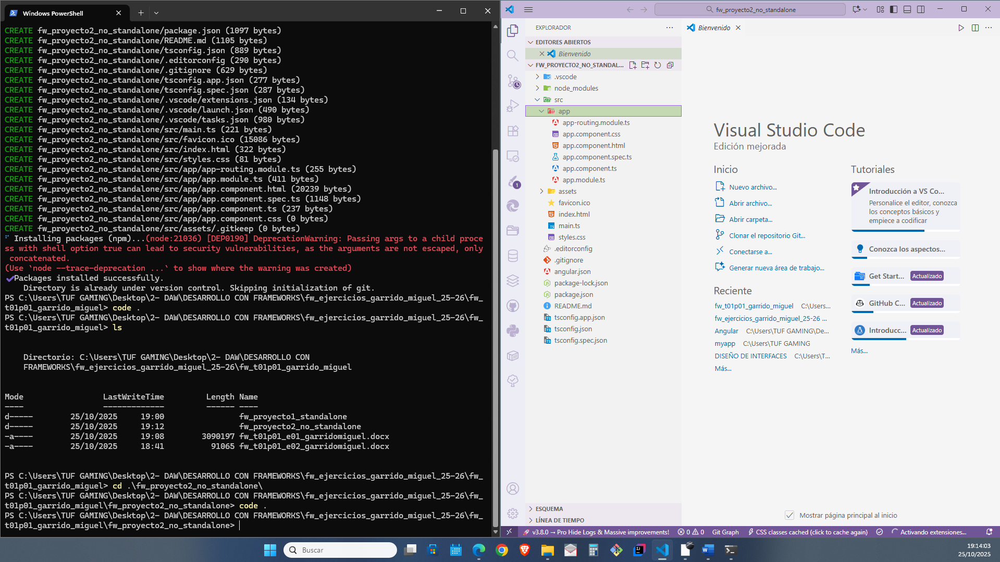 Windows PowerShell
CREATE fw_proyecto2_no_standalone/package.json (1097 bytes)
CREATE fw_proyecto2_no_standalone/README.md (1105 bytes)
CREATE fw_proyecto2_no_standalone/tsconfig.json (889 bytes)
CREATE fw_proyecto2_no_standalone/.editorconfig (290 bytes)
CREATE fw_proyecto2_no_standalone/.gitignore (629 bytes)
CREATE fw_proyecto2_no_standalone/tsconfig.app.json (277 bytes)
CREATE fw_proyecto2_no_standalone/tsconfig.spec.json (287 bytes)
CREATE fw_proyecto2_no_standalone/.vscode/extensions.json (134 bytes)
CREATE fw_proyecto2_no_standalone/.vscode/launch.json (490 bytes)
CREATE fw_proyecto2_no_standalone/.vscode/tasks.json (980 bytes)
CREATE fw_proyecto2_no_standalone/src/main.ts (221 bytes)
CREATE fw_proyecto2_no_standalone/src/favicon.ico (15086 bytes)
CREATE fw_proyecto2_no_standalone/src/index.html (322 bytes)
CREATE fw_proyecto2_no_standalone/src/styles.css (81 bytes)
CREATE fw_proyecto2_no_standalone/src/app/app-routing.module.ts (255 bytes)
CREATE fw_proyecto2_no_standalone/src/app/app.module.ts (411 bytes)
CREATE fw_proyecto2_no_standalone/src/app/app.component.html (20239 bytes)
CREATE fw_proyecto2_no_standalone/src/app/app.component.spec.ts (1148 bytes)
CREATE fw_proyecto2_no_standalone/src/app/app.component.ts (237 bytes)
CREATE fw_proyecto2_no_standalone/src/app/app.component.css (0 bytes)
CREATE fw_proyecto2_no_standalone/src/assets/.gitkeep (0 bytes)
Installing packages (npm)...(node:21036) [DEP0190] DeprecationWarning: Passing args to a child proce
ss with shell option true can lead to security vulnerabilities, as the arguments are not escaped, only
concatenated.
(Use `node --trace-deprecation ...` to show where the warning was created)
✔Packages installed successfully.
Directory is already under version control. Skipping initialization of git.
PS C:\Users\TUF GAMING\Desktop\2- DAW\DESARROLLO CON FRAMEWORKS\fw_ejercicios_garrido_miguel_25-26\fw_
t01p01_garrido_miguel> code .
PS C:\Users\TUF GAMING\Desktop\2- DAW\DESARROLLO CON FRAMEWORKS\fw_ejercicios_garrido_miguel_25-26\fw_
t01p01_garrido_miguel> ls
Directorio: C:\Users\TUF GAMING\Desktop\2- DAW\DESARROLLO CON
FRAMEWORKS\fw_ejercicios_garrido_miguel_25-26\fw_t01p01_garrido_miguel
Mode LastWriteTime Length Name
---- ------------- ------ ----
d----- 25/10/2025 19:00 fw_proyecto1_standalone
d----- 25/10/2025 19:12 fw_proyecto2_no_standalone
-a---- 25/10/2025 19:08 3090197 fw_t01p01_e01_garridomiguel.docx
-a---- 25/10/2025 18:41 91065 fw_t01p01_e02_garridomiguel.docx
PS C:\Users\TUF GAMING\Desktop\2- DAW\DESARROLLO CON FRAMEWORKS\fw_ejercicios_garrido_miguel_25-26\fw_
t01p01_garrido_miguel> cd .\fw_proyecto2_no_standalone\
PS C:\Users\TUF GAMING\Desktop\2- DAW\DESARROLLO CON FRAMEWORKS\fw_ejercicios_garrido_miguel_25-26\fw_
t01p01_garrido_miguel\fw_proyecto2_no_standalone> code .
PS C:\Users\TUF GAMING\Desktop\2- DAW\DESARROLLO CON FRAMEWORKS\fw_ejercicios_garrido_miguel_25-26\fw_
t01p01_garrido_miguel\fw_proyecto2_no_standalone>
fw_proyecto2_no_standalone
EXPLORADOR
EDITORES ABIERTOS
Bienvenido
FW_PROYECTO2_NO_STANDAL...
.vscode
node_modules
src
app
app-routing.module.ts
app.component.css
app.component.html
app.component.spec.ts
app.component.ts
app.module.ts
assets
favicon.ico
index.html
main.ts
styles.css
.editorconfig
.gitignore
angular.json
package-lock.json
package.json
README.md
tsconfig.app.json
tsconfig.json
tsconfig.spec.json
ESQUEMA
LÍNEA DE TIEMPO
1
Bienvenido
Visual Studio Code
Edición mejorada
Inicio
Nuevo archivo...
Abrir archivo...
Abrir carpeta...
Clonar el repositorio Git...
Conectarse a...
Generar nueva área de trabajo...
Reciente
fw_t01p01_garrido_miguel C:\Users...
fw_ejercicios_garrido_miguel_25-26 ...
Angular C:\Users\TUF GAMING\De...
myapp C:\Users\TUF GAMING
DISEÑO DE INTERFACES C:\Users\T...
Más...
Tutoriales
Introducción a VS Co...
Personalice el editor, conozca
los conceptos básicos y
empiece a codificar
Conozca los aspectos...
Get Start... Actualizado
GitHub C... Actualizado
Introducc... Actualizado
Más...
Mostrar página principal al inicio
v3.8.0 → Pro Hide Logs & Massive improvements! 0 0 Git Graph CSS classes cached (click to cache again) Activando extensiones...
Buscar
19:14:03
25/10/2025